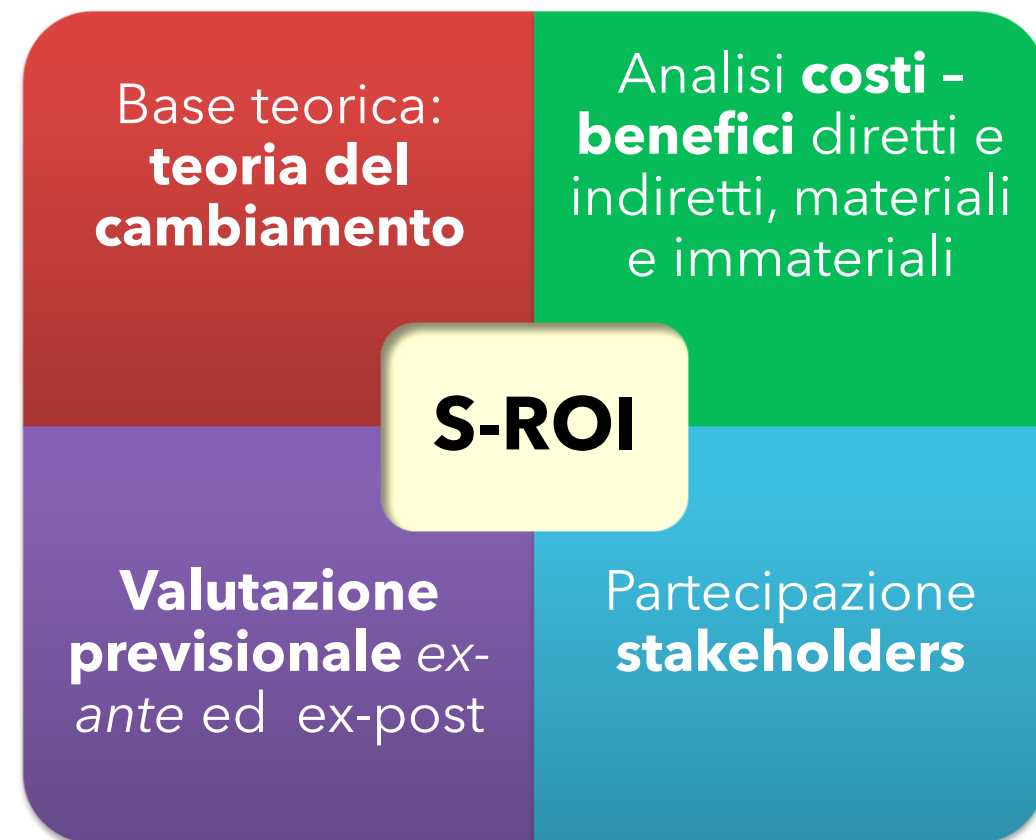 Base teorica:
teoria del
cambiamento
Analisi costi –
benefici diretti e
indiretti, materiali
e immateriali
S-ROI
Valutazione
previsionale ex-
ante ed  ex-post
Partecipazione
stakeholders